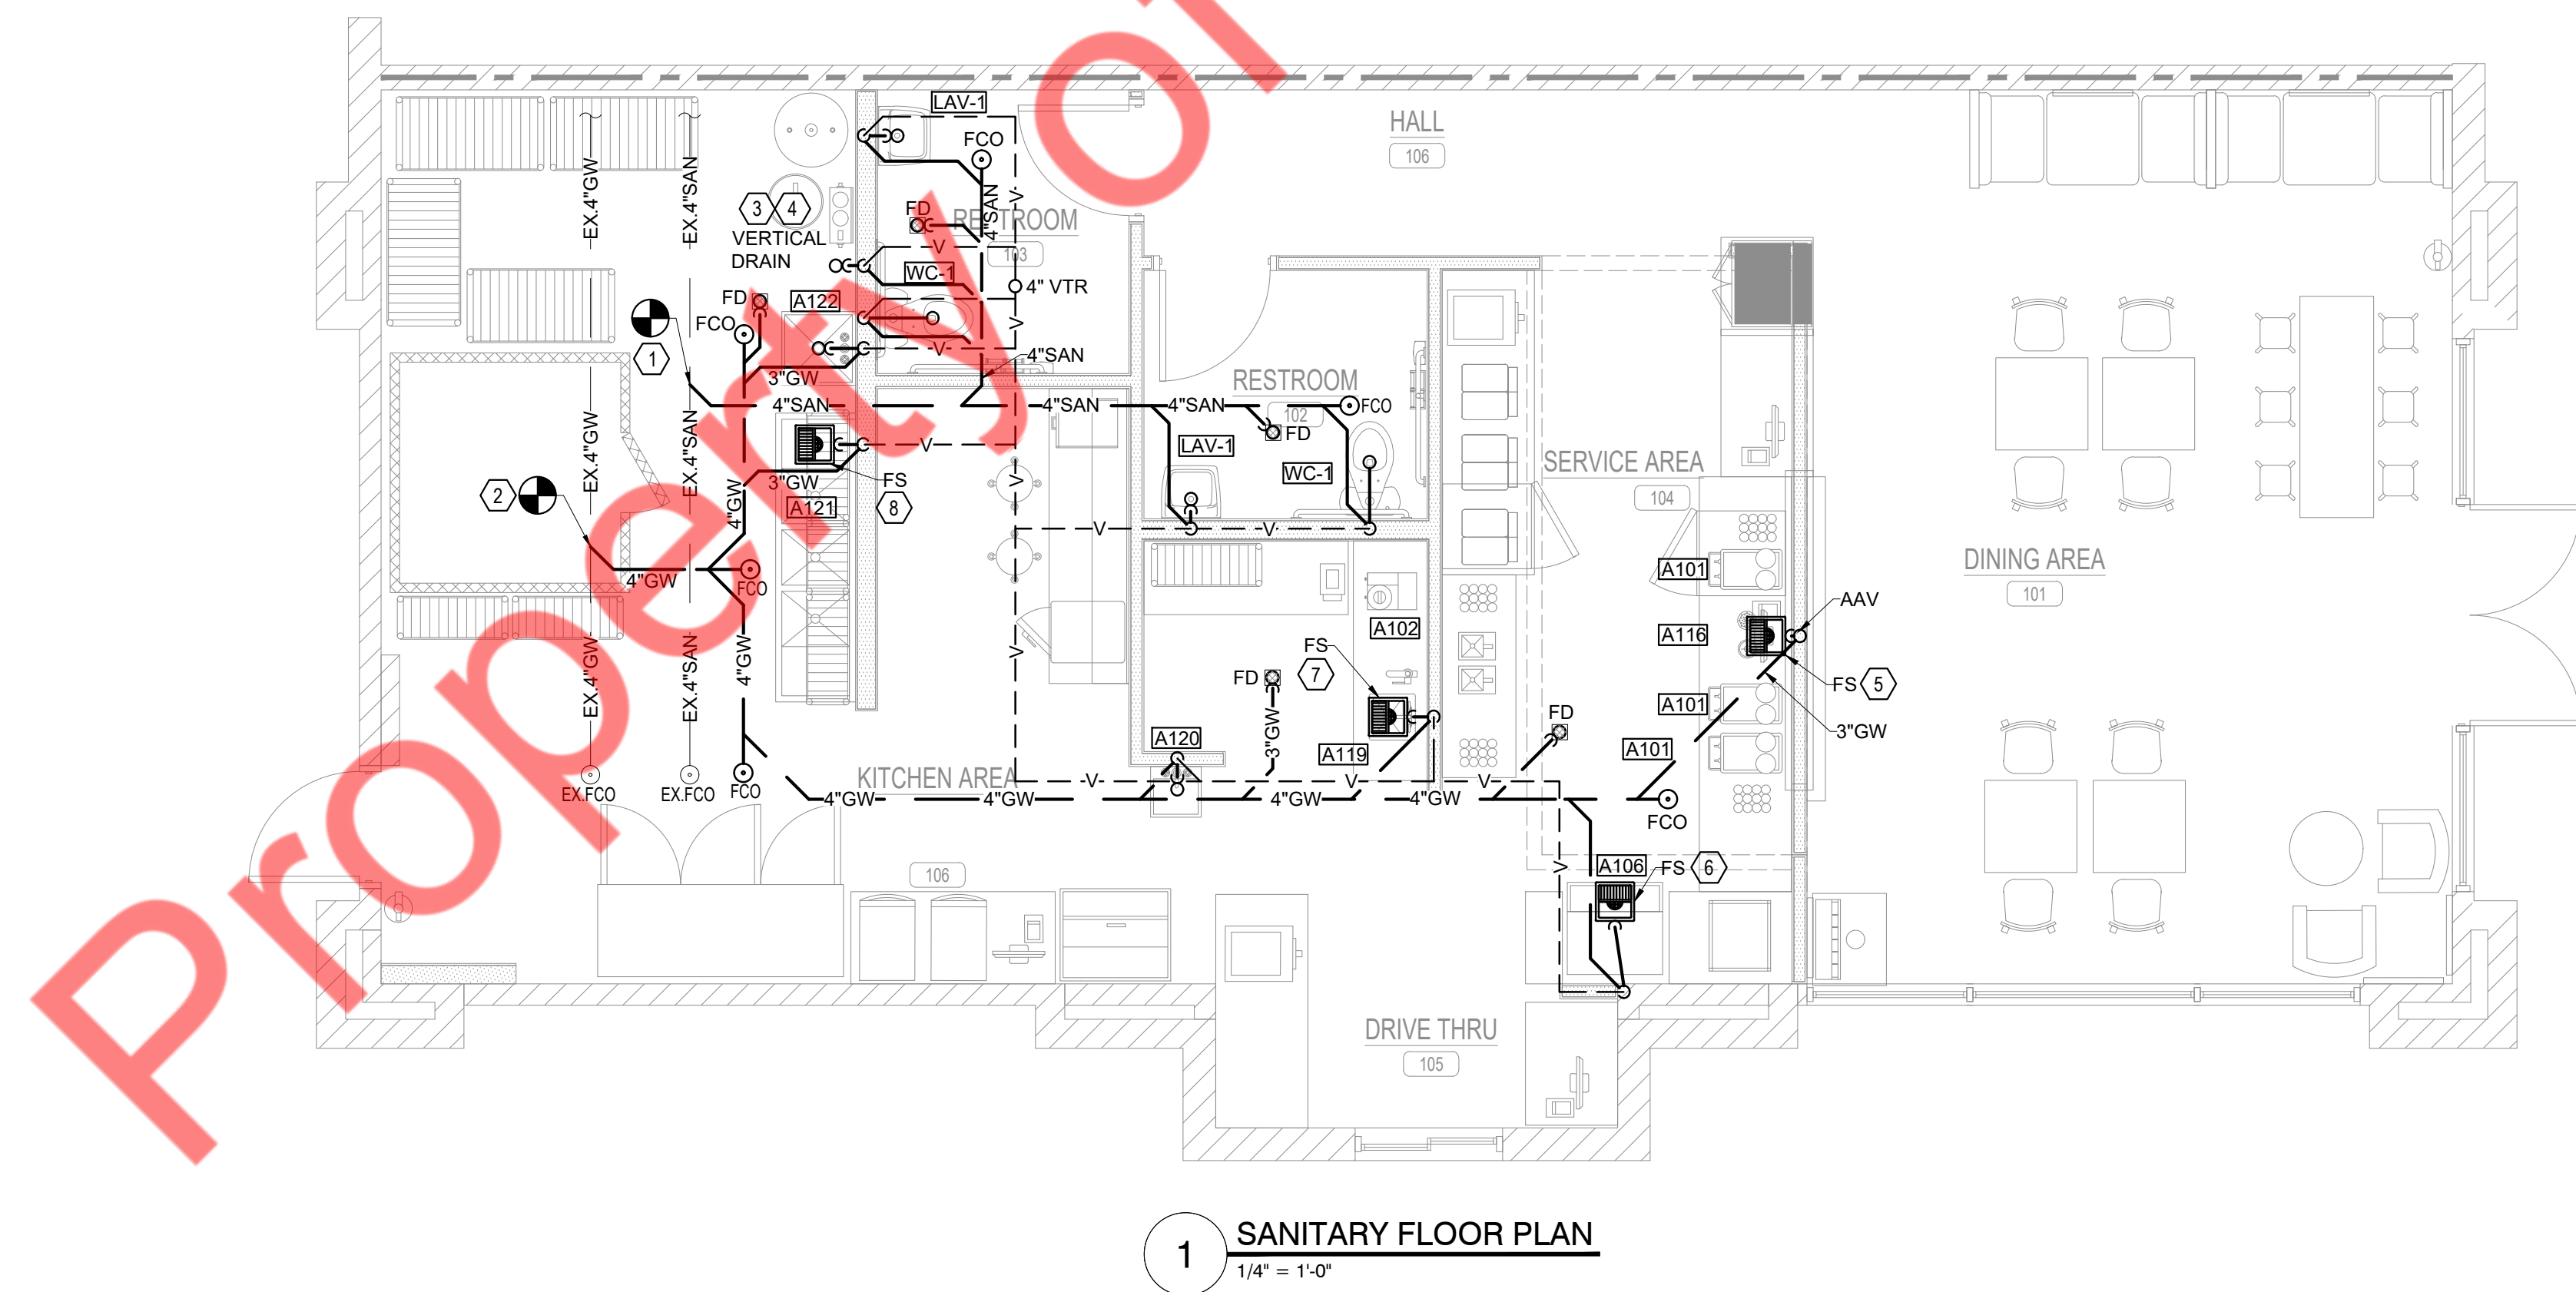 LAV-1
FCO
HALL
106
EX.4"GW
EX.4"SAN
4"SAN
V
3
4
FD
RESTROOM
103
VERTICAL
DRAIN
V
WC-1
4" VTR
FD
A122
FCO
V
1
V
4"SAN
3"GW
4"SAN
4"SAN
4"SAN
RESTROOM
102
FCO
FD
EX.4"GW
EX.4"SAN
V
LAV-1
WC-1
SERVICE AREA
104
V
3"GW
FS
2
4"GW
A121
8
V
V
DINING AREA
101
4"GW
FCO
A101
AAV
A102
A116
FS
7
V
EX.4"GW
EX.4"SAN
4"GW
FD
FS
5
A101
FD
3"GW
3"GW
A120
A119
A101
KITCHEN AREA
V
V
V
EX.FCO
EX.FCO
FCO
4"GW
4"GW
4"GW
4"GW
FCO
106
V
A106
FS
6
DRIVE THRU
105
1
SANITARY FLOOR PLAN
1/4" = 1'-0"
Property of